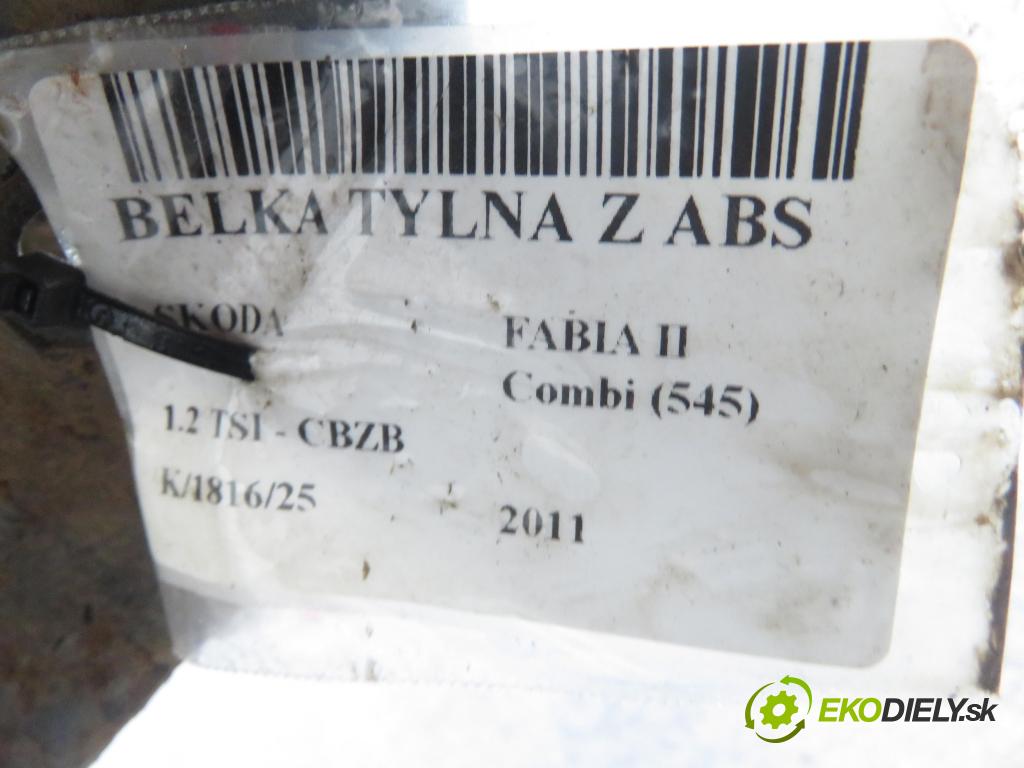 BELKA TYLNA Z ABS
SKODA
FABIA II
Combi (545)
1.2 TSI - CBZB
K/1816/25
2011
EKODIELY.sk